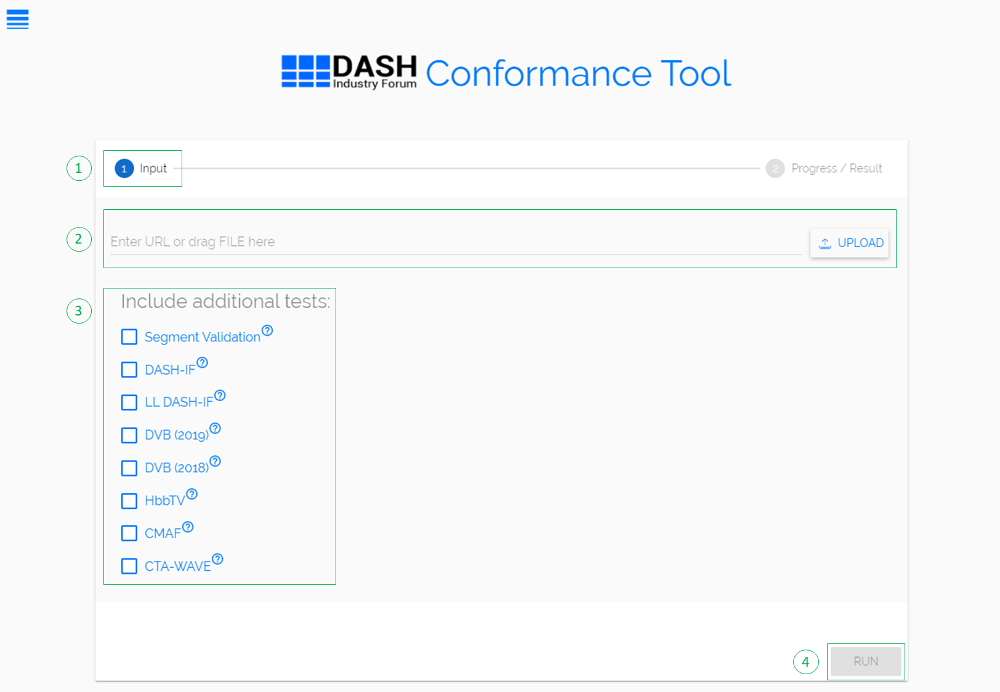 DASH
Industry Forum
Conformance Tool
1
1 Input
2 Progress / Result
2
Enter URL or drag FILE here
UPLOAD
3
Include additional tests:
Segment Validation ?
DASH-IF ?
LL DASH-IF ?
DVB (2019) ?
DVB (2018) ?
HbbTV ?
CMAF ?
CTA-WAVE ?
4
RUN